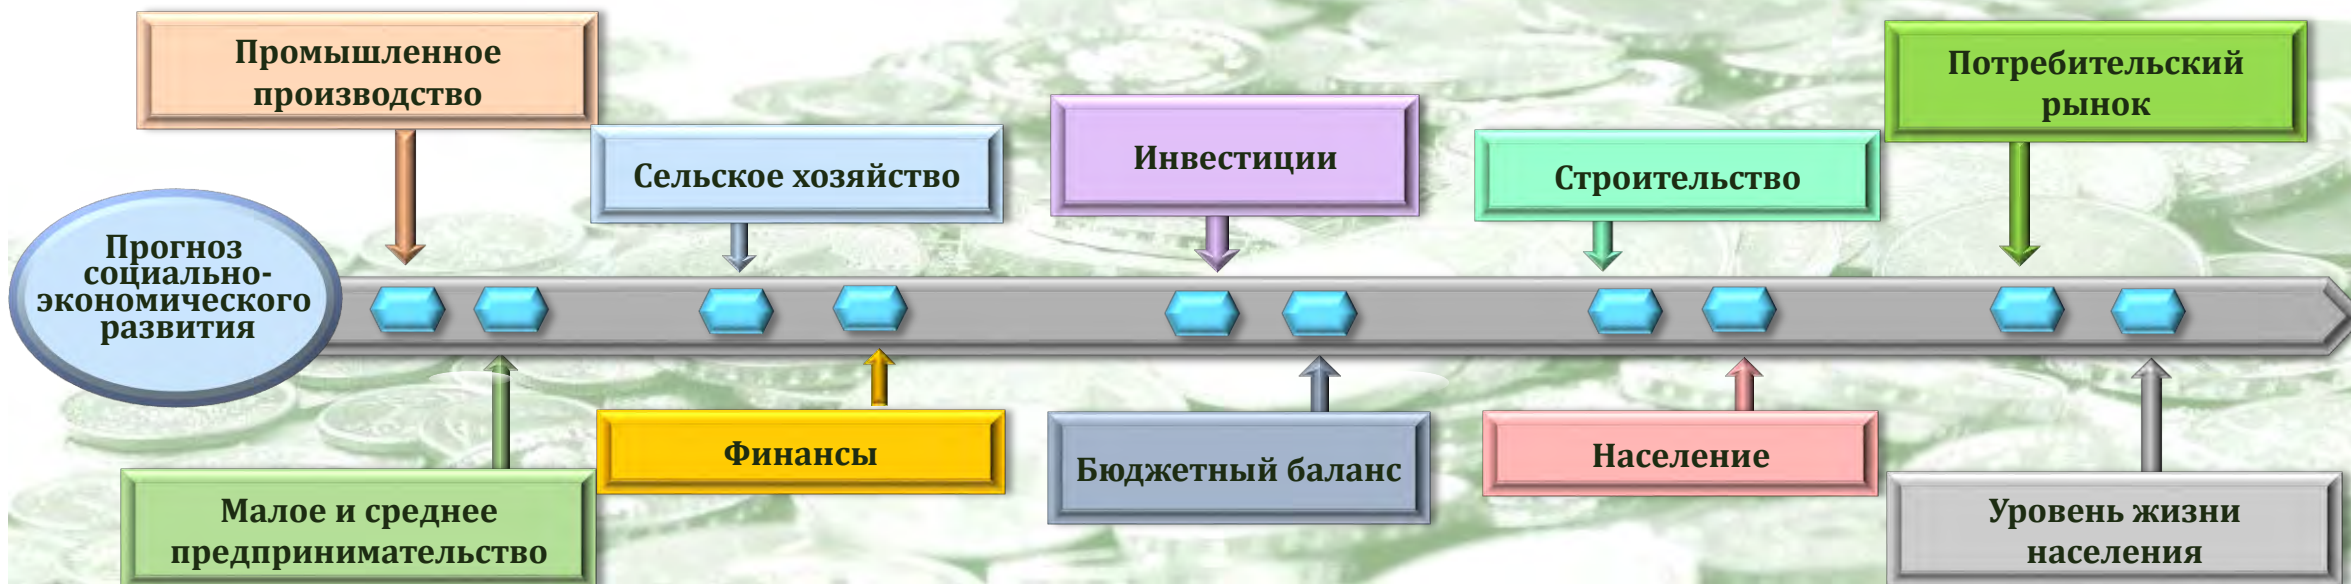 Промышленное
производство
Потребительский
рынок
Сельское хозяйство
Инвестиции
Строительство
Прогноз
социально-
экономического
развития
Финансы
Бюджетный баланс
Население
Малое и среднее
предпринимательство
Уровень жизни
населения